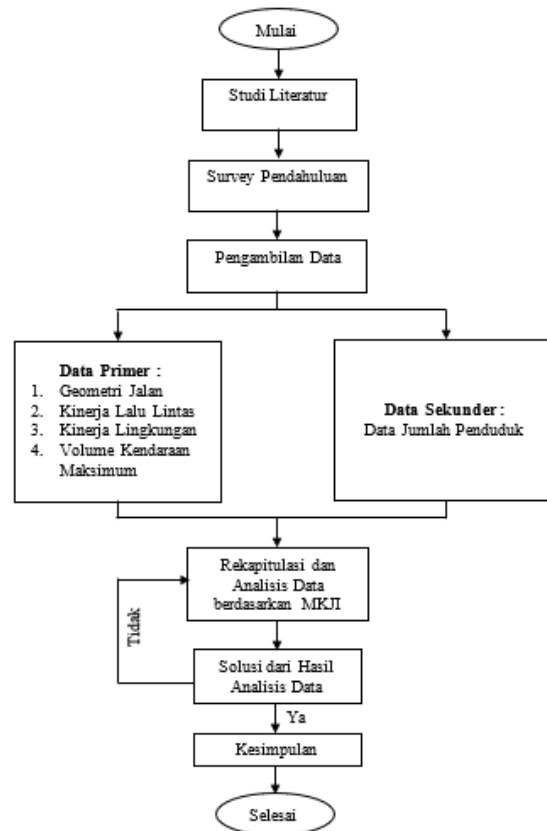 Mulai
Studi Literatur
Survey Pendahuluan
Pengambilan Data
Data Primer :
1. Geometri Jalan
2. Kinerja Lalu Lintas
3. Kinerja Lingkungan
4. Volume Kendaraan
Maksimum
Data Sekunder :
Data Jumlah Penduduk
Rekapitulasi dan
Analisis Data
berdasarkan MKJI
Tidak
Solusi dari Hasil
Analisis Data
Ya
Kesimpulan
Selesai